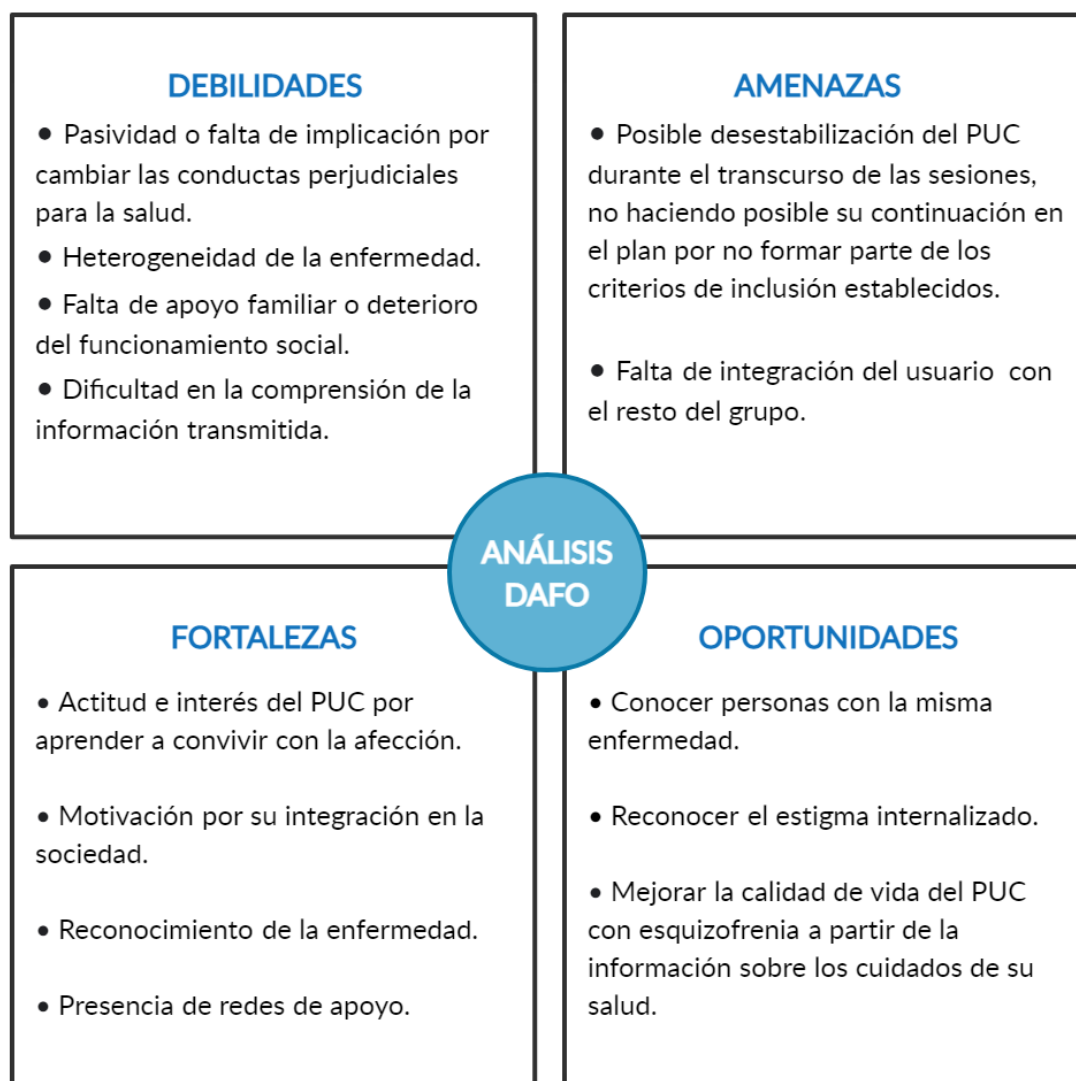 DEBILIDADES
● Pasividad o falta de implicación por
cambiar las conductas perjudiciales
para la salud.
● Heterogeneidad de la enfermedad.
● Falta de apoyo familiar o deterioro
del funcionamiento social.
● Dificultad en la comprensión de la
información transmitida.
AMENAZAS
● Posible desestabilización del PUC
durante el transcurso de las sesiones,
no haciendo posible su continuación en
el plan por no formar parte de los
criterios de inclusión establecidos.
● Falta de integración del usuario con
el resto del grupo.
ANÁLISIS
DAFO
FORTALEZAS
• Actitud e interés del PUC por
aprender a convivir con la afección.
• Motivación por su integración en la
sociedad.
• Reconocimiento de la enfermedad.
• Presencia de redes de apoyo.
OPORTUNIDADES
• Conocer personas con la misma
enfermedad.
• Reconocer el estigma internalizado.
• Mejorar la calidad de vida del PUC
con esquizofrenia a partir de la
información sobre los cuidados de su
salud.